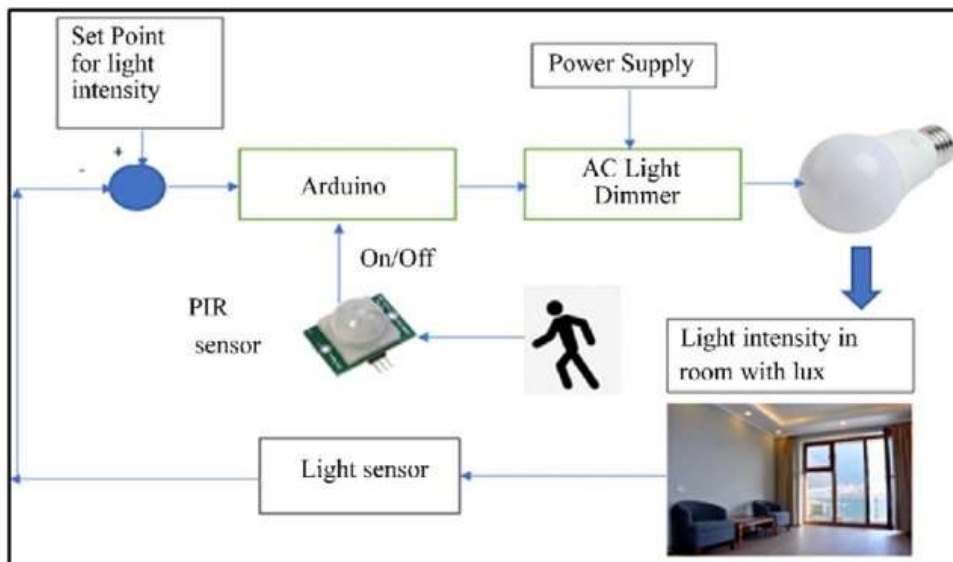 Set Point
for light
intensity
Power Supply
+
-
Arduino
AC Light
Dimmer
On/Off
PIR
sensor
Light intensity in
room with lux
Light sensor